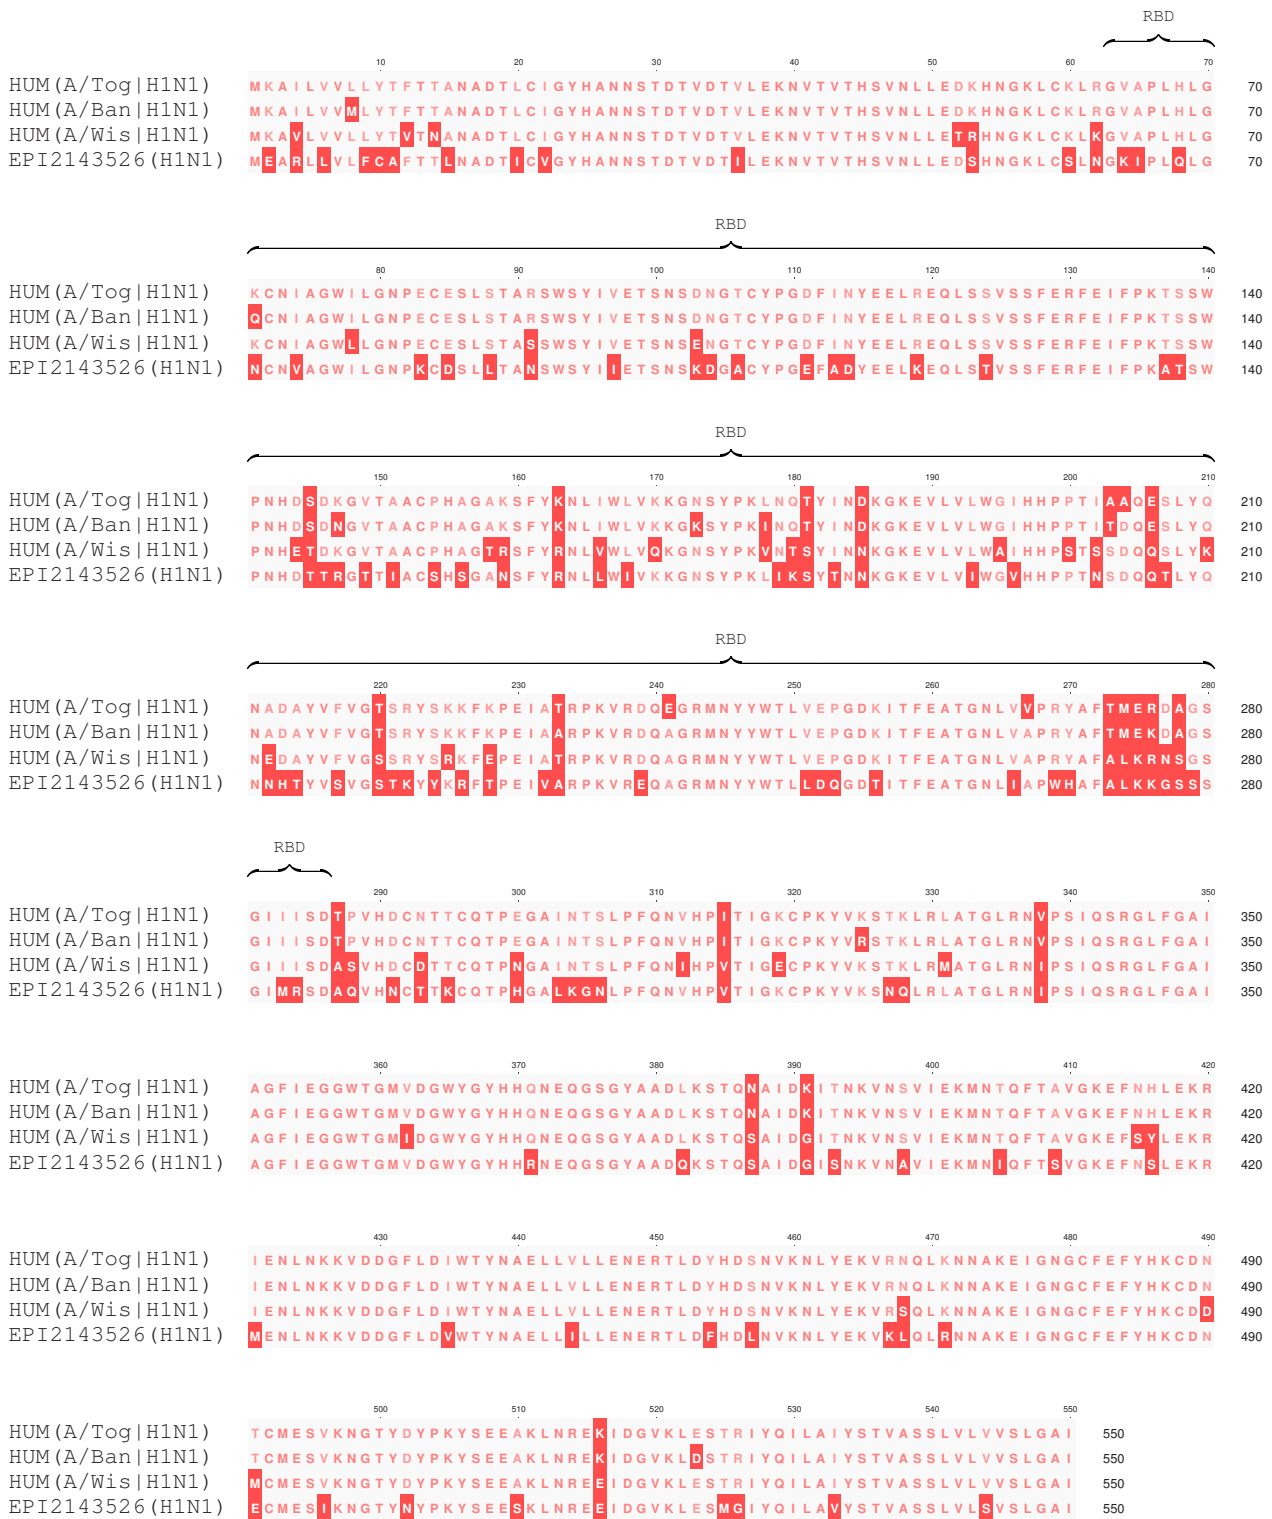 RBD
10 20 30 40 50 60 70
HUM(A/Tog|H1N1) MKAILVVLLYTFTTANADTLCIGYHANNSTDTVDTVLEKNVTVTHSVNLLEDKHNGKLCKLRGVAPLHLG 70
HUM(A/Ban|H1N1) MKAILVVMLYTFTTANADTLCIGYHANNSTDTVDTVLEKNVTVTHSVNLLEDKHNGKLCKLRGVAPLHLG 70
HUM(A/Wis|H1N1) MKAVLVVLLYTVTNANADTLCIGYHANNSTDTVDTVLEKNVTVTHSVNLLETRHNGKLCKLKGVAPLHLG 70
EPI2143526(H1N1) MEARLLVLFCAFTTLNADTICVGYHANNSTDTVDTILEKNVTVTHSVNLLEDSHNGKLCSLNGKIPLQLG 70
RBD
80 90 100 110 120 130 140
HUM(A/Tog|H1N1) KCNIAGWILGNPECESLSTARSWSYIVETSNSDNGTCYPGDFINYEELREQLSSVSSFERFEIFPKTSSW 140
HUM(A/Ban|H1N1) QCNIAGWILGNPECESLSTARSWSYIVETSNSDNGTCYPGDFINYEELREQLSSVSSFERFEIFPKTSSW 140
HUM(A/Wis|H1N1) KCNIAGWLLGNPECESLSTASSWSYIVETSNSENGTCYPGDFINYEELREQLSSVSSFERFEIFPKTSSW 140
EPI2143526(H1N1) NCNVAGWILGNPKCDSLLTANSWSYIIETSNSKDGACYPGEFADYEELKEQLSTVSSFERFEIFPKATSW 140
RBD
150 160 170 180 190 200 210
HUM(A/Tog|H1N1) PNHDSDKGVTAACPHAGAKSFYKNLIWLVKKGNSYPKLNQTYINDKGKEVLVLWGIHHPPTIAAQESLYQ 210
HUM(A/Ban|H1N1) PNHDSDNGVTAACPHAGAKSFYKNLIWLVKKGKSYPKINQTYINDKGKEVLVLWGIHHPPTITDQESLYQ 210
HUM(A/Wis|H1N1) PNHETDKGVTAACPHAGTRSFYRNLVWLVQKGNSYPKVNTSYINNKGKEVLVLWAIHHPSTSSDQQSLYK 210
EPI2143526(H1N1) PNHDTTRGTTIACSHSGANSFYRNLLWIVKKGNSYPKLIKSYTNNKGKEVLVIWGVHHPPTNSDQQTLYQ 210
RBD
220 230 240 250 260 270 280
HUM(A/Tog|H1N1) NADAYVFVGTSRYSKKFKPEIATRPKVRDQEGRMNYYWTLVEPGDKITFEATGNLVVPRYAFTMERDAGS 280
HUM(A/Ban|H1N1) NADAYVFVGTSRYSKKFKPEIAARPKVRDQAGRMNYYWTLVEPGDKITFEATGNLVAPRYAFTMEKDAGS 280
HUM(A/Wis|H1N1) NEDAYVFVGSSRYSRKFEPEIATRPKVRDQAGRMNYYWTLVEPGDKITFEATGNLVAPRYAFALKRNSGS 280
EPI2143526(H1N1) NNHTYVSVGSTKYYKRFTPEIVARPKVREQAGRMNYYWTLLDQGDTITFEATGNLIAPWHAFALKKGSSS 280
RBD
290 300 310 320 330 340 350
HUM(A/Tog|H1N1) GIIISDTPVHDCNTTCQTPEGAINTSLPFQNVHPITIGKCPKYVKSTKLRLATGLRNVPSIQSRGLFGAI 350
HUM(A/Ban|H1N1) GIIISDTPVHDCNTTCQTPEGAINTSLPFQNVHPITIGKCPKYVRSTKLRLATGLRNVPSIQSRGLFGAI 350
HUM(A/Wis|H1N1) GIIISDASVHDCDTTCQTPNGAINTSLPFQNIHPVTIGECPKYVKSTKLRMATGLRNIPSIQSRGLFGAI 350
EPI2143526(H1N1) GIMRSDAQVHNCTTKCQTPHGALKGNLPFQNVHPVTIGKCPKYVKSNQLRLATGLRNIPSIQSRGLFGAI 350
360 370 380 390 400 410 420
HUM(A/Tog|H1N1) AGFIEGGWTGMVDGWYGYHHQNEQGSGYAADLKSTQNAIDKITNKVNSVIEKMNTQFTAVGKEFNHLEKR 420
HUM(A/Ban|H1N1) AGFIEGGWTGMVDGWYGYHHQNEQGSGYAADLKSTQNAIDKITNKVNSVIEKMNTQFTAVGKEFNHLEKR 420
HUM(A/Wis|H1N1) AGFIEGGWTGMIDGWYGYHHQNEQGSGYAADLKSTQSAIDGITNKVNSVIEKMNTQFTAVGKEFSYLEKR 420
EPI2143526(H1N1) AGFIEGGWTGMVDGWYGYHHRNEQGSGYAADQKSTQSAIDGISNKVNAVIEKMNIQFTSVGKEFNSLEKR 420
430 440 450 460 470 480 490
HUM(A/Tog|H1N1) IENLNKKVDDGFLDIWTYNAELLVLLENERTLDYHDSNVKNLYEKVRNQLKNNAKEIGNGCFEFYHKCDN 490
HUM(A/Ban|H1N1) IENLNKKVDDGFLDIWTYNAELLVLLENERTLDYHDSNVKNLYEKVRNQLKNNAKEIGNGCFEFYHKCDN 490
HUM(A/Wis|H1N1) IENLNKKVDDGFLDIWTYNAELLVLLENERTLDYHDSNVKNLYEKVRSQLKNNAKEIGNGCFEFYHKCDD 490
EPI2143526(H1N1) MENLNKKVDDGFLDVWTYNAELLILLENERTLDFHDLNVKNLYEKVKLQLRNNAKEIGNGCFEFYHKCDN 490
500 510 520 530 540 550
HUM(A/Tog|H1N1) TCMESVKNGTYDYPKYSEEAKLNREKIDGVKLESTRIYQILAIYSTVASSLVLVVSLGAI 550
HUM(A/Ban|H1N1) TCMESVKNGTYDYPKYSEEAKLNREKIDGVKLDSTRIYQILAIYSTVASSLVLVVSLGAI 550
HUM(A/Wis|H1N1) MCMESVKNGTYDYPKYSEEAKLNREEIDGVKLESTRIYQILAIYSTVASSLVLVVSLGAI 550
EPI2143526(H1N1) ECMESIKNGTYNYPKYSEESKLNREEIDGVKLESMGIYQILAVYSTVASSLVLSVSLGAI 550